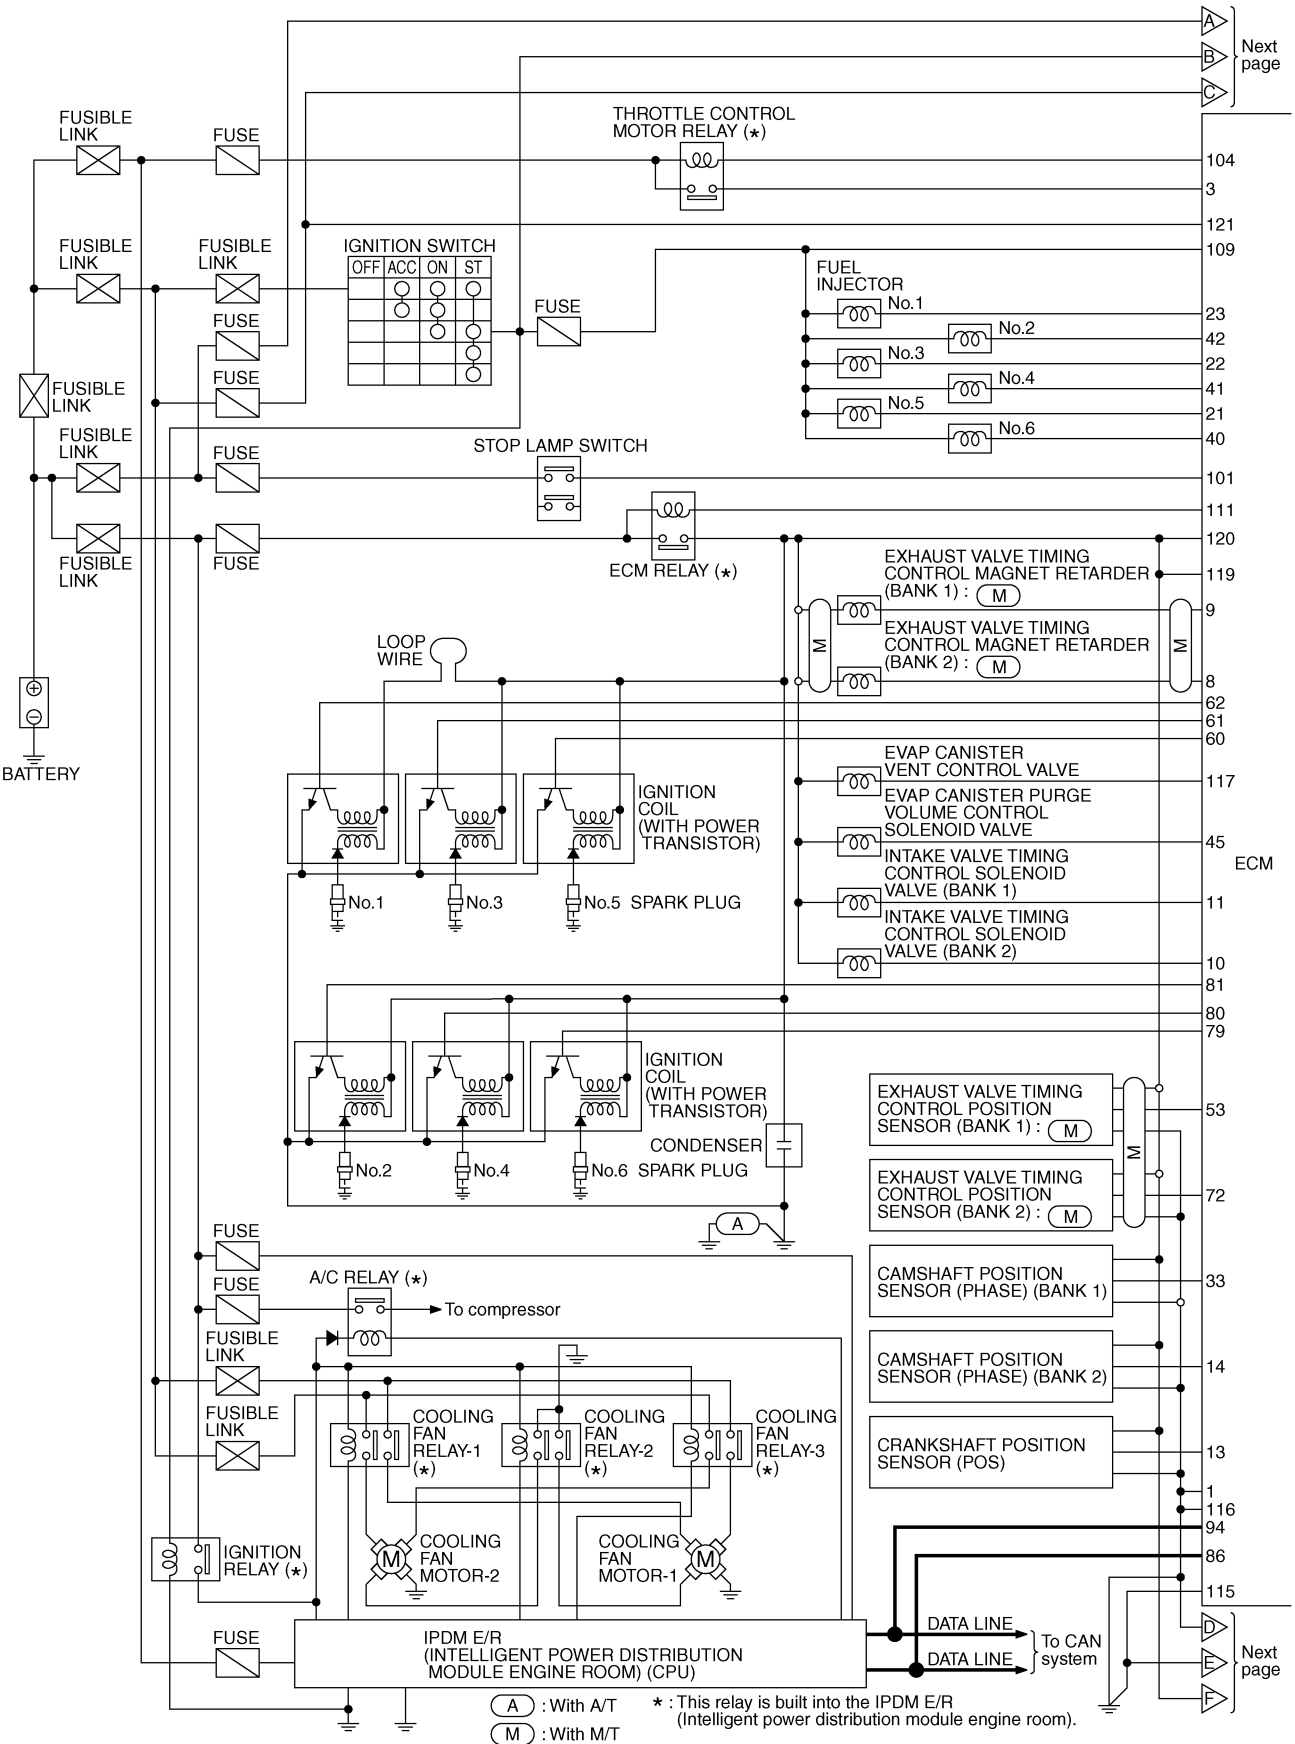 A
B
C
Next
page
FUSIBLE
LINK
FUSE
THROTTLE CONTROL
MOTOR RELAY (*)
104
3
121
109
FUSIBLE
LINK
FUSIBLE
LINK
IGNITION SWITCH
OFF ACC ON ST
FUSE
FUSE
FUSE
FUEL
INJECTOR
No.1
23
No.2
42
No.3
22
No.4
41
No.5
21
No.6
40
FUSIBLE
LINK
FUSIBLE
LINK
FUSE
STOP LAMP SWITCH
101
111
120
FUSIBLE
LINK
FUSE
ECM RELAY (*)
EXHAUST VALVE TIMING
CONTROL MAGNET RETARDER
(BANK 1) : M
119
9
EXHAUST VALVE TIMING
CONTROL MAGNET RETARDER
(BANK 2) : M
M
M
8
LOOP
WIRE
62
61
60
BATTERY
IGNITION
COIL
(WITH POWER
TRANSISTOR)
No.1
No.3
No.5 SPARK PLUG
EVAP CANISTER
VENT CONTROL VALVE
117
EVAP CANISTER PURGE
VOLUME CONTROL
SOLENOID VALVE
45
ECM
INTAKE VALVE TIMING
CONTROL SOLENOID
VALVE (BANK 1)
11
INTAKE VALVE TIMING
CONTROL SOLENOID
VALVE (BANK 2)
10
81
80
79
IGNITION
COIL
(WITH POWER
TRANSISTOR)
CONDENSER
No.2
No.4
No.6 SPARK PLUG
A
EXHAUST VALVE TIMING
CONTROL POSITION
SENSOR (BANK 1) : M
53
M
EXHAUST VALVE TIMING
CONTROL POSITION
SENSOR (BANK 2) : M
72
CAMSHAFT POSITION
SENSOR (PHASE) (BANK 1)
33
CAMSHAFT POSITION
SENSOR (PHASE) (BANK 2)
14
CRANKSHAFT POSITION
SENSOR (POS)
13
1
116
94
86
115
FUSE
FUSE
A/C RELAY (*)
To compressor
FUSIBLE
LINK
FUSIBLE
LINK
COOLING
FAN
RELAY-1
(*)
COOLING
FAN
RELAY-2
(*)
COOLING
FAN
RELAY-3
(*)
IGNITION
RELAY (*)
M
COOLING
FAN
MOTOR-2
COOLING
FAN
MOTOR-1
M
FUSE
IPDM E/R
(INTELLIGENT POWER DISTRIBUTION
MODULE ENGINE ROOM) (CPU)
DATA LINE
DATA LINE
To CAN
system
D
E
F
Next
page
A : With A/T
M : With M/T
* : This relay is built into the IPDM E/R
(Intelligent power distribution module engine room).